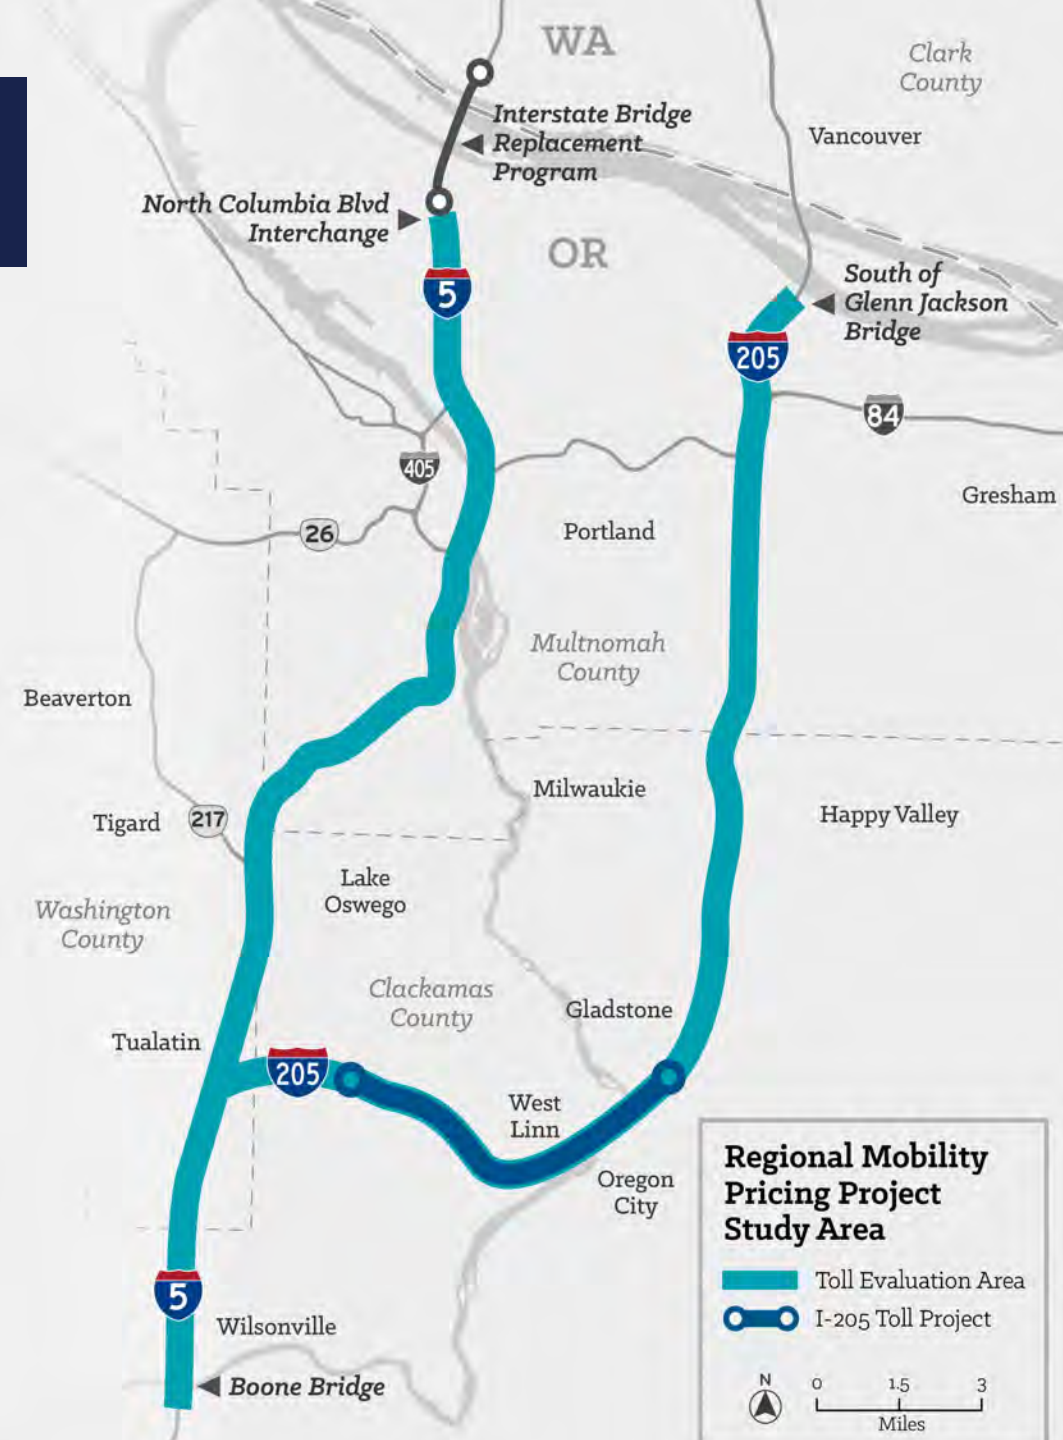 WA
Clark
County
Interstate Bridge
Replacement
Program
Vancouver
North Columbia Blvd
Interchange
OR
5
South of
Glenn Jackson
Bridge
205
84
405
Gresham
26
Portland
Multnomah
County
Beaverton
Milwaukie
Happy Valley
Tigard
217
Lake
Oswego
Washington
County
Clackamas
County
Gladstone
Tualatin
205
West
Linn
Oregon
City
5
Wilsonville
Boone Bridge
Regional Mobility
Pricing Project
Study Area
Toll Evaluation Area
I-205 Toll Project
N
0 1.5 3
Miles